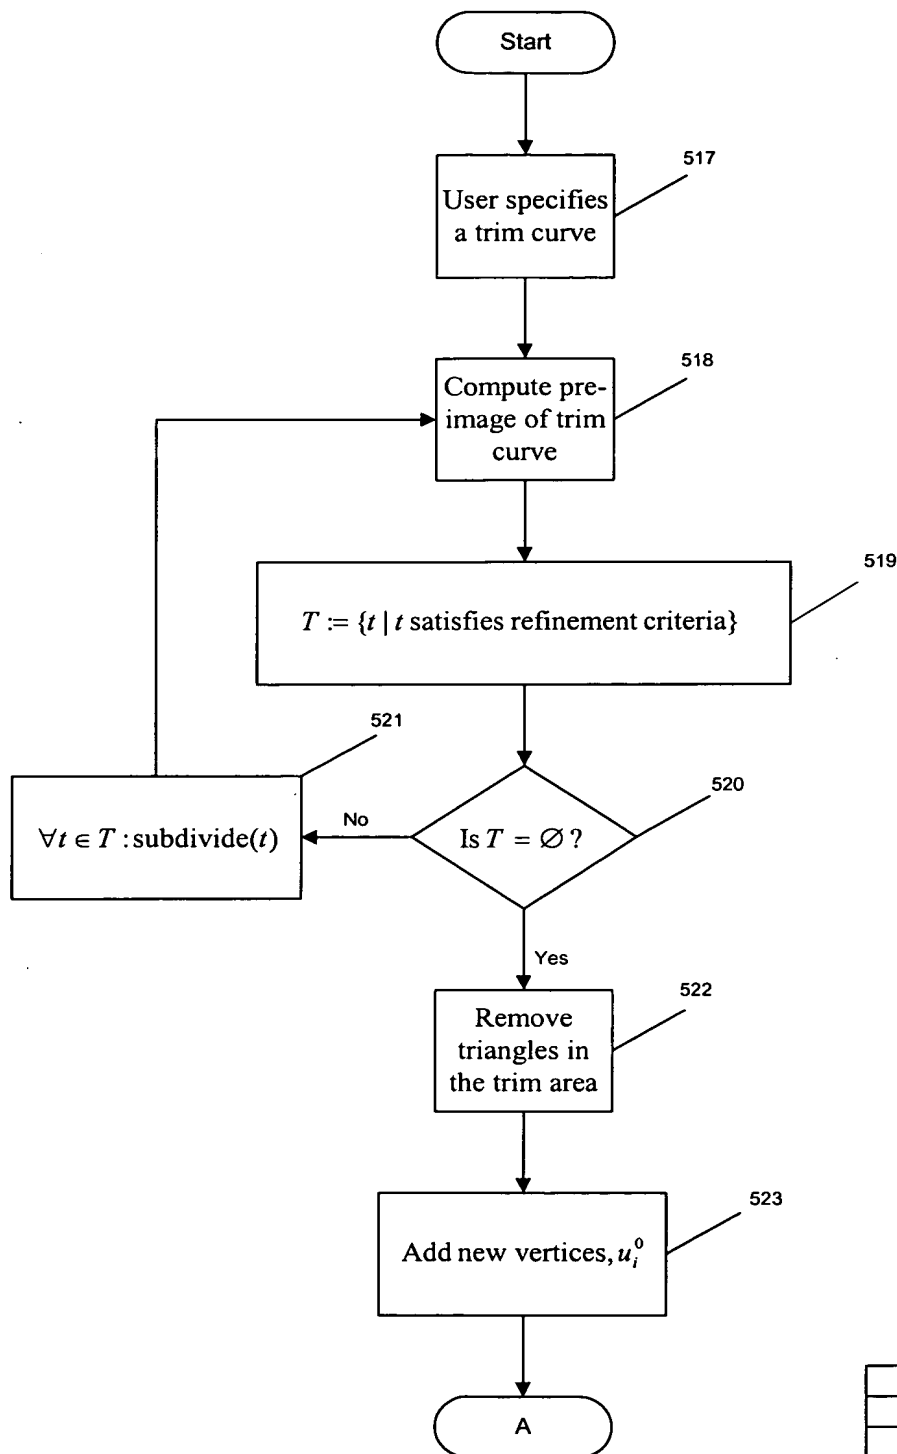 Start
517
User specifies
a trim curve
518
Compute pre-
image of trim
curve
519
T := {t | t satisfies refinement criteria}
521
520
∀t ∈ T : subdivide(t)
No
Is T = ∅ ?
Yes
522
Remove
triangles in
the trim area
523
Add new vertices, u_i^0
A